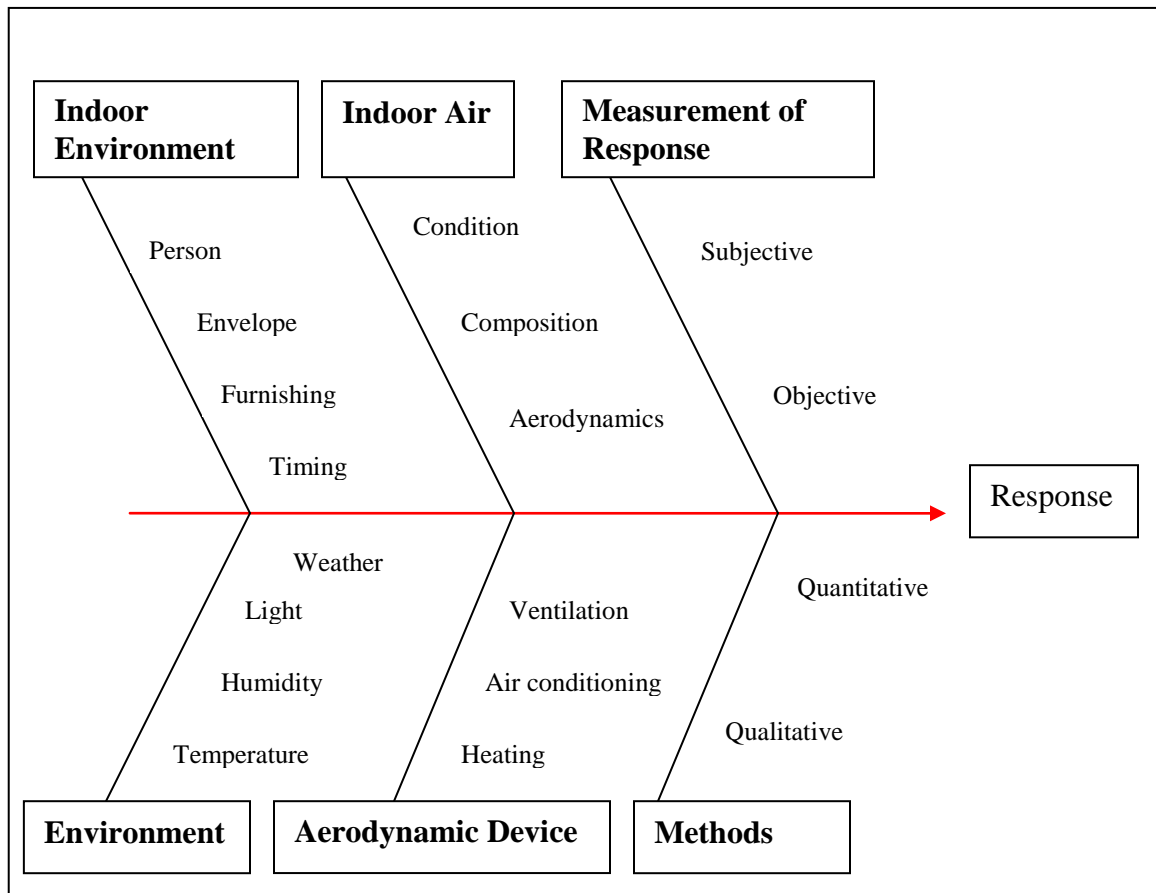 Indoor
Environment
Indoor Air
Measurement of
Response
Condition
Person
Subjective
Envelope
Composition
Furnishing
Objective
Aerodynamics
Timing
Response
Weather
Quantitative
Light
Ventilation
Humidity
Air conditioning
Qualitative
Temperature
Heating
Environment
Aerodynamic Device
Methods